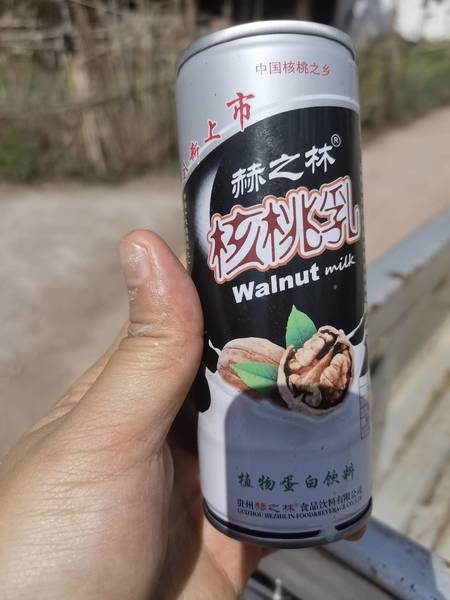 中国核桃之乡
新上市
赫之林®
核桃乳
Walnut milk
植物蛋白饮料
贵州赫之林®食品饮料有限公司
GUIZHOU HEZHILIN FOOD&BEVERAGE CO.,LTD